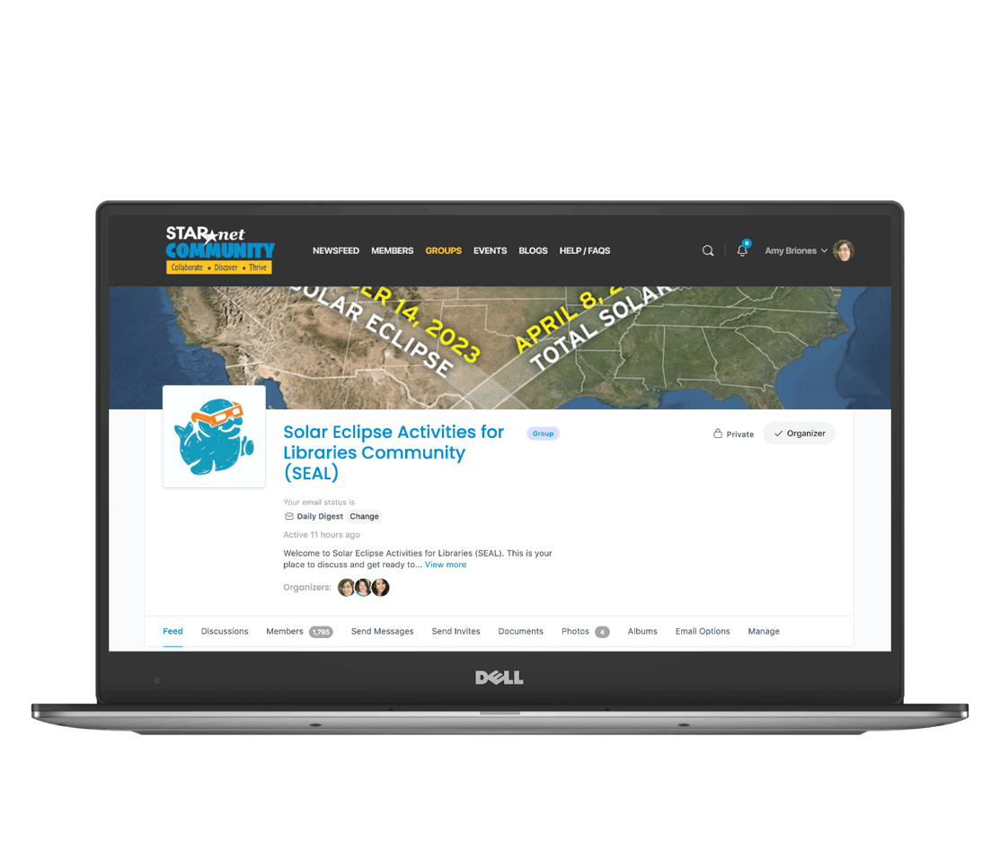 STAR net
COMMUNITY
Collaborate • Discover • Thrive
NEWSFEED MEMBERS GROUPS EVENTS BLOGS HELP / FAQS
6
Amy Briones
ER 14, 2023
OLAR ECLIPSE
APRIL 8, 2
TOTAL SOLAR
Solar Eclipse Activities for
Libraries Community
(SEAL)
Group
Private
Organizer
Your email status is
Daily Digest Change
Active 11 hours ago
Welcome to Solar Eclipse Activities for Libraries (SEAL). This is your
place to discuss and get ready to... View more
Organizers:
Feed Discussions Members 1,795 Send Messages Send Invites Documents Photos 4 Albums Email Options Manage
DELL